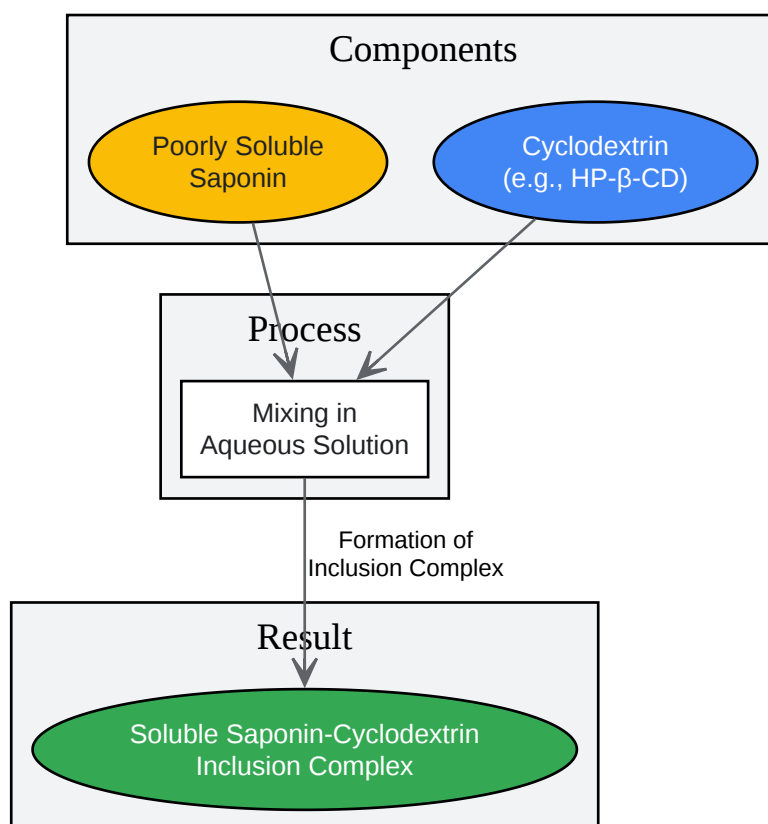 Components
Poorly Soluble
Saponin
Cyclodextrin
(e.g., HP-β-CD)
Process
Mixing in
Aqueous Solution
Formation of
Inclusion Complex
Result
Soluble Saponin-Cyclodextrin
Inclusion Complex